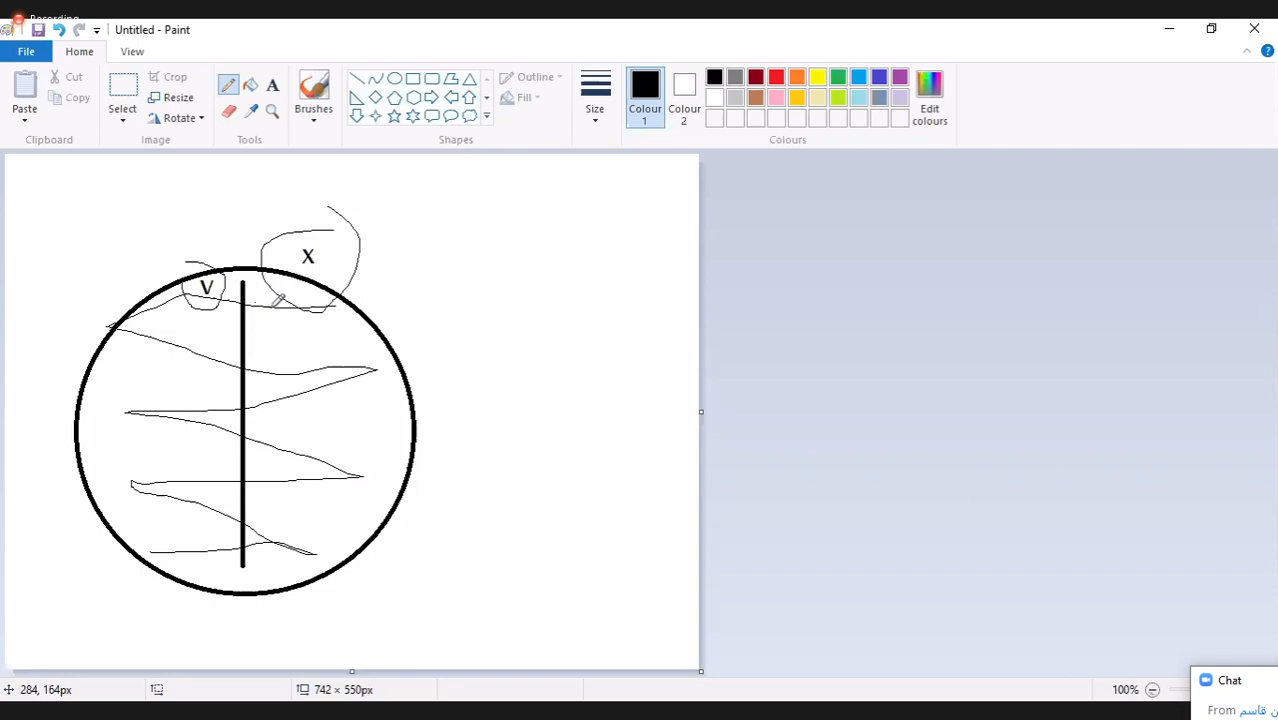 Recording
Untitled - Paint
File
Home
View
Paste
Cut
Copy
Select
Crop
Resize
Rotate
A
Brushes
Outline
Fill
Size
Colour
1
Colour
2
Edit
colours
Clipboard
Image
Tools
Shapes
Colours
X
V
284, 164px
742 × 550px
100%
Chat
From ن قاسم